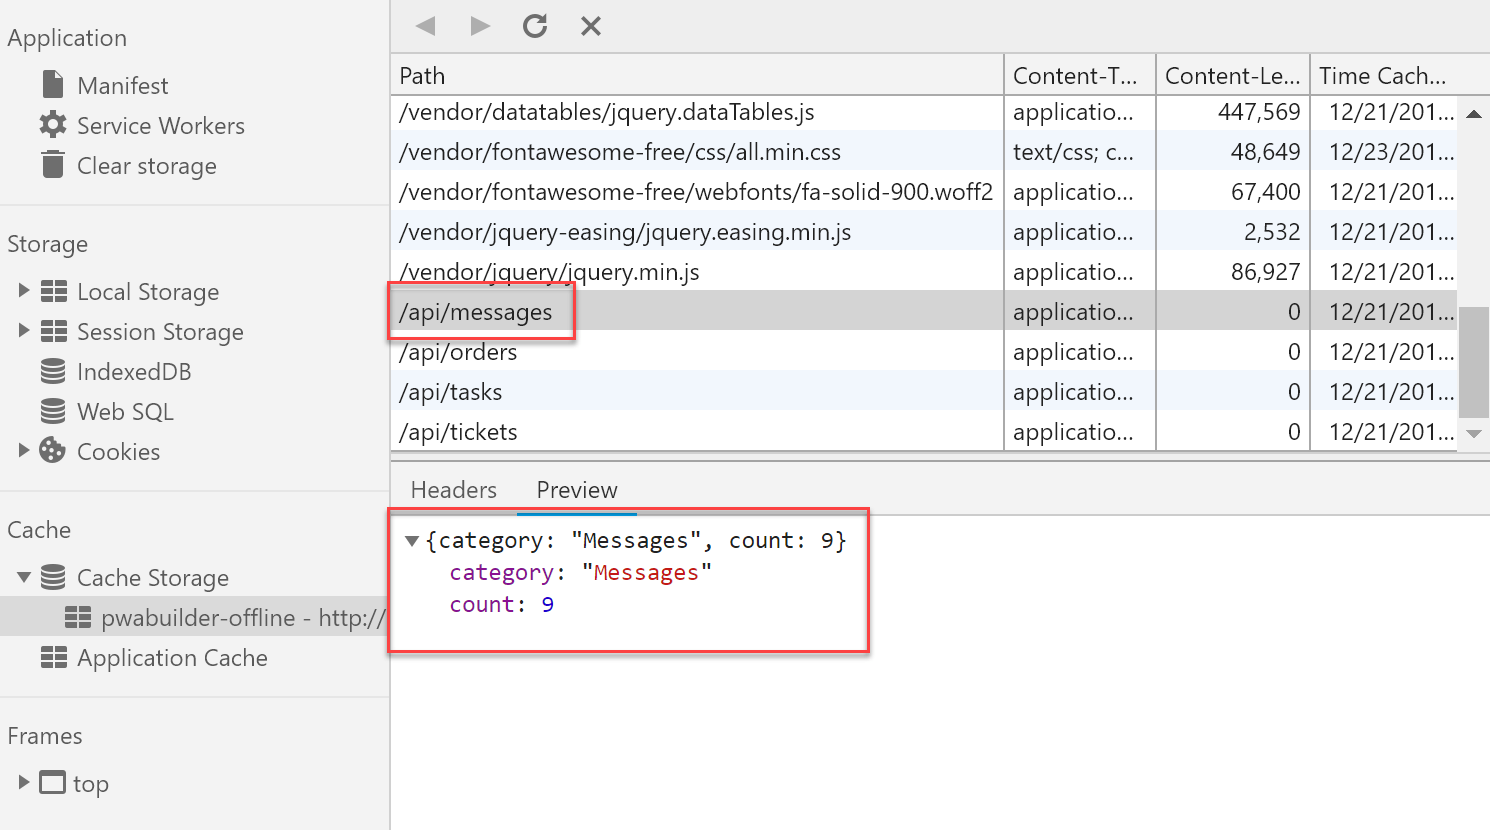 Application
Manifest
Service Workers
Clear storage
Storage
Local Storage
Session Storage
IndexedDB
Web SQL
Cookies
Cache
Cache Storage
pwabuilder-offline - http://
Application Cache
Frames
top
Path Content-T... Content-Le... Time Cach...
/vendor/datatables/jquery.dataTables.js applicatio... 447,569 12/21/201...
/vendor/fontawesome-free/css/all.min.css text/css; c... 48,649 12/23/201...
/vendor/fontawesome-free/webfonts/fa-solid-900.woff2 applicatio... 67,400 12/21/201...
/vendor/jquery-easing/jquery.easing.min.js applicatio... 2,532 12/21/201...
/vendor/jquery/jquery.min.js applicatio... 86,927 12/21/201...
/api/messages applicatio... 0 12/21/201...
/api/orders applicatio... 0 12/21/201...
/api/tasks applicatio... 0 12/21/201...
/api/tickets applicatio... 0 12/21/201...
Headers Preview
{category: "Messages", count: 9}
category: "Messages"
count: 9